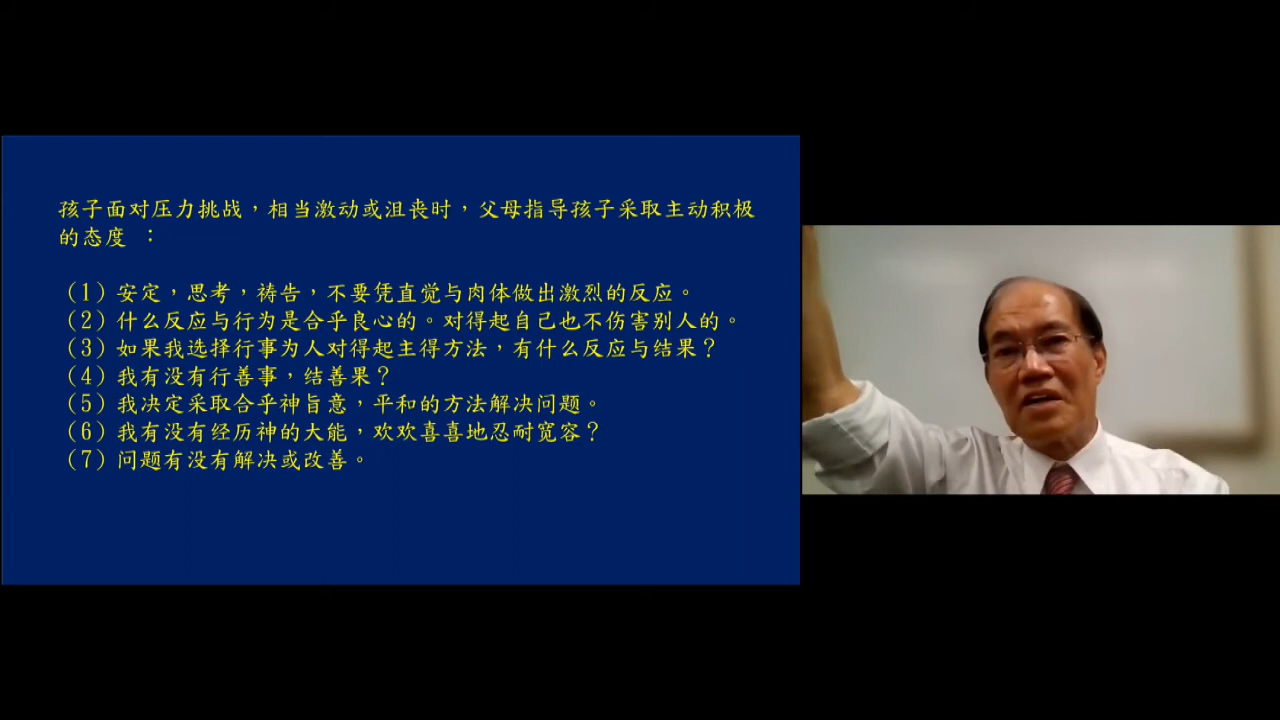 孩子面对压力挑战，相当激动或沮丧时，父母指导孩子采取主动积极
的态度 ：
（1）安定，思考，祷告，不要凭直觉与肉体做出激烈的反应。
（2）什么反应与行为是合乎良心的。对得起自己也不伤害别人的。
（3）如果我选择行事为人对得起主得方法，有什么反应与结果？
（4）我有没有行善事，结善果？
（5）我决定采取合乎神旨意，平和的方法解决问题。
（6）我有没有经历神的大能，欢欢喜喜地忍耐宽容？
（7）问题有没有解决或改善。